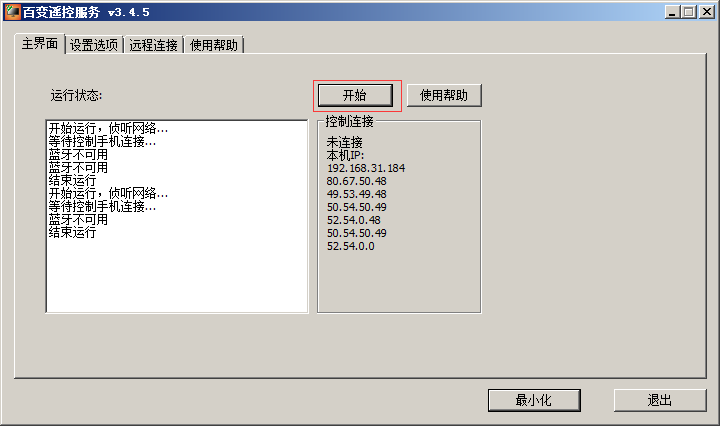 百变遥控服务 v3.4.5
主界面 设置选项 远程连接 使用帮助
运行状态:
开始 使用帮助
开始运行，侦听网络...
等待控制手机连接...
蓝牙不可用
蓝牙不可用
结束运行
开始运行，侦听网络...
等待控制手机连接...
蓝牙不可用
结束运行
控制连接
未连接
本机IP:
192.168.31.184
80.67.50.48
49.53.49.48
50.54.50.49
52.54.0.48
50.54.50.49
52.54.0.0
最小化 退出